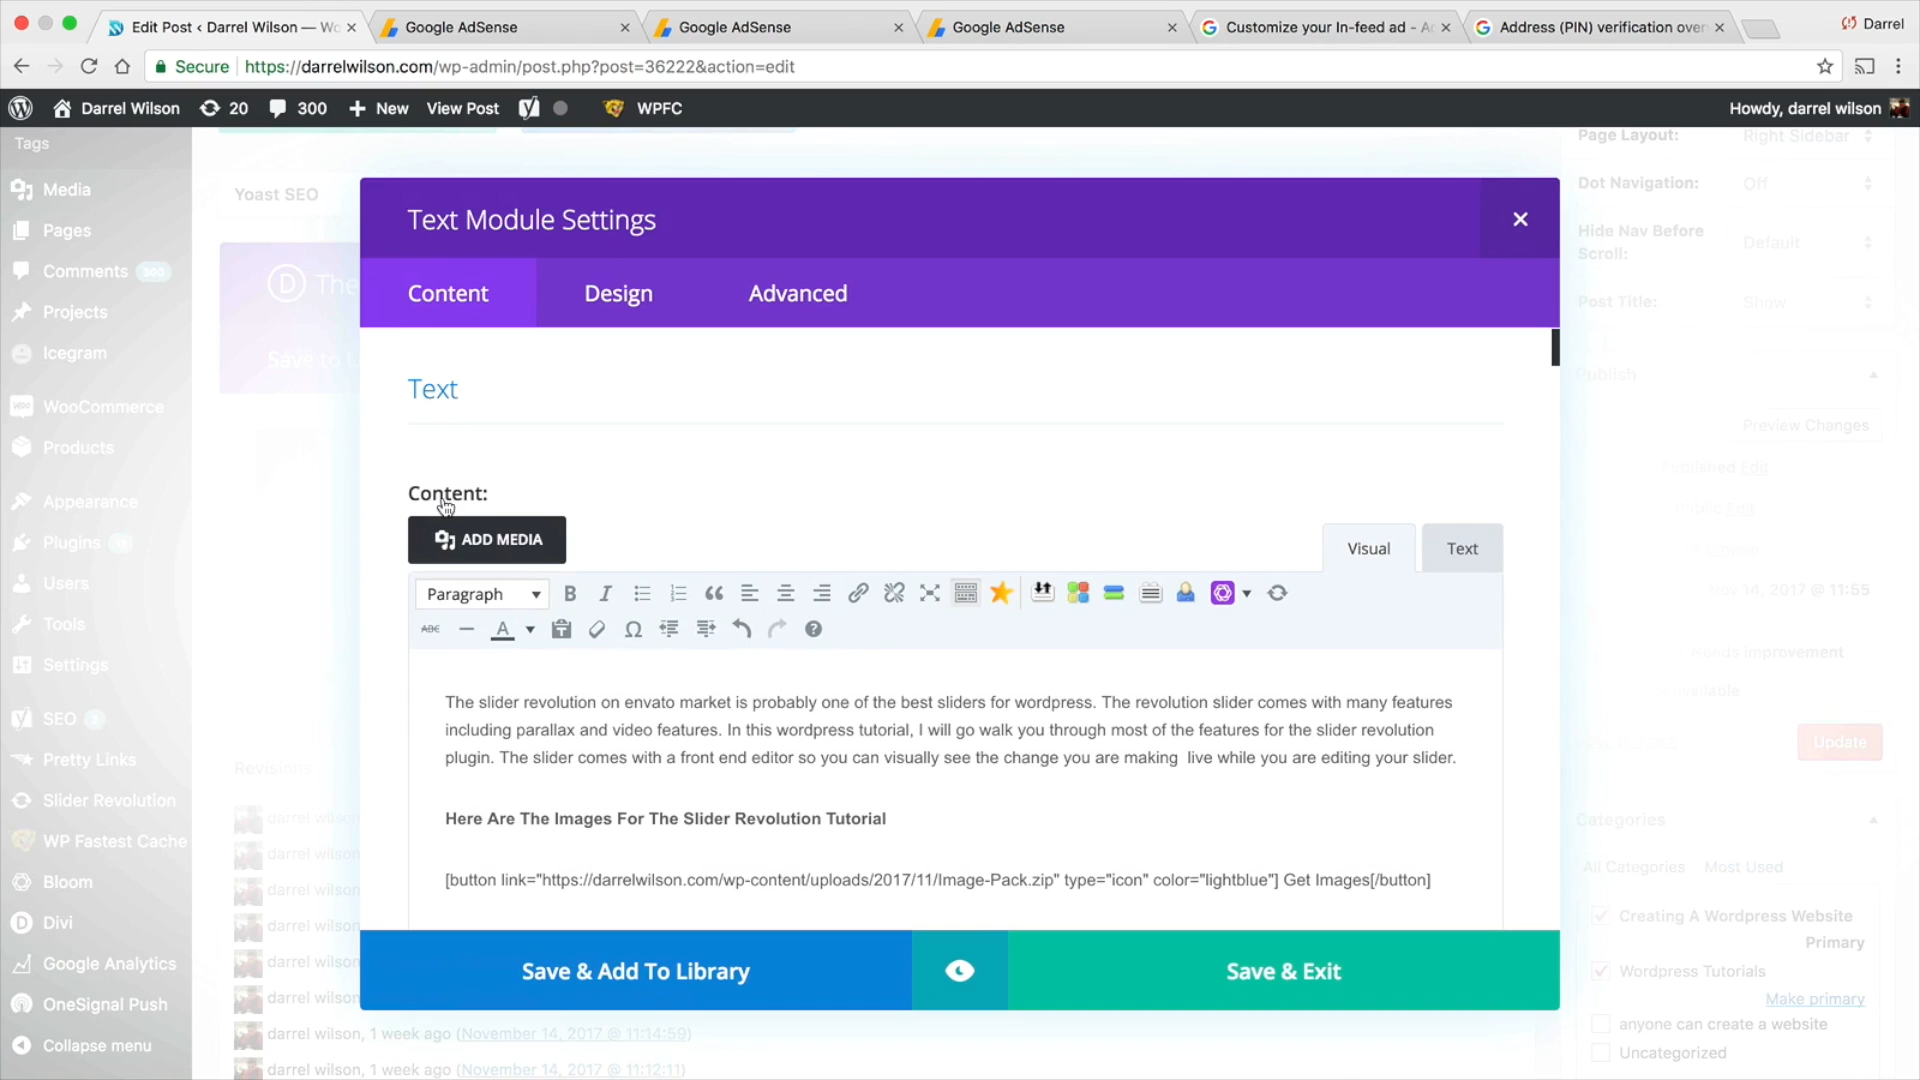 Edit Post ‹ Darrel Wilson — Wo
Google AdSense
Google AdSense
Google AdSense
Customize your In-feed ad - A
Address (PIN) verification over
Darrel
Secure
https://darrelwilson.com/wp-admin/post.php?post=36222&action=edit
Darrel Wilson
20
300
New
View Post
WPFC
Howdy, darrel wilson
Tags
Media
Pages
Comments 300
Projects
Icegram
WooCommerce
Products
Appearance
Plugins
Users
Tools
Settings
SEO 3
Pretty Links
Slider Revolution
WP Fastest Cache
Bloom
Divi
Google Analytics
OneSignal Push
Collapse menu
Yoast SEO
The
Save to L
Revisions
Text Module Settings
Content
Design
Advanced
Text
Content:
ADD MEDIA
Visual
Text
Paragraph
B I
ABC
A
The slider revolution on envato market is probably one of the best sliders for wordpress. The revolution slider comes with many features
including parallax and video features. In this wordpress tutorial, I will go walk you through most of the features for the slider revolution
plugin. The slider comes with a front end editor so you can visually see the change you are making  live while you are editing your slider.
Here Are The Images For The Slider Revolution Tutorial
[button link="https://darrelwilson.com/wp-content/uploads/2017/11/Image-Pack.zip" type="icon" color="lightblue"] Get Images[/button]
Save & Add To Library
Save & Exit
darrel wilson
darrel wilson
darrel wilson
darrel wilson
darrel wilson
darrel wilson
darrel wilson, 1 week ago (November 14, 2017 @ 11:14:59)
darrel wilson, 1 week ago (November 14, 2017 @ 11:12:11)
Page Layout:
Right Sidebar
Dot Navigation:
Off
Hide Nav Before
Scroll:
Default
Post Title:
Show
Publish
Preview Changes
Published Edit
Public Edit
Nov 14, 2017 @ 11:55
Needs improvement
Update
Categories
All Categories
Most Used
Creating A Wordpress Website
Primary
Wordpress Tutorials
Make primary
anyone can create a website
Uncategorized